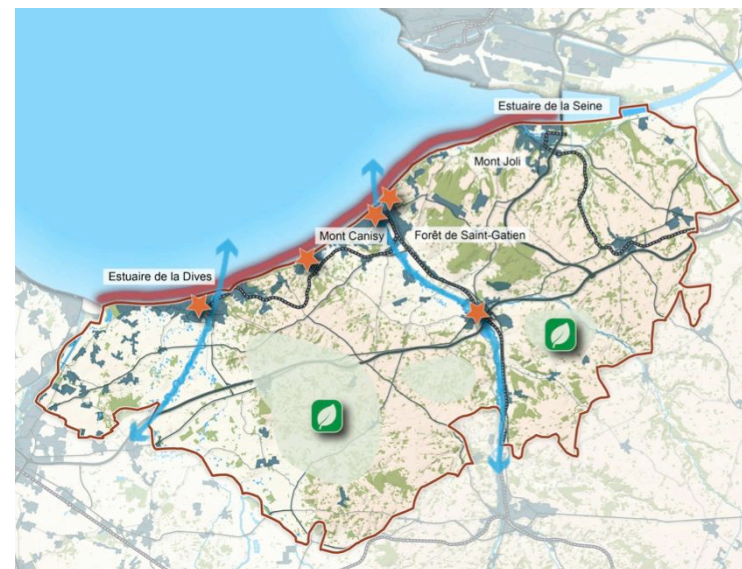 Estuaire de la Seine
Mont Joli
Forêt de Saint-Gatien
Mont Canisy
Estuaire de la Dives